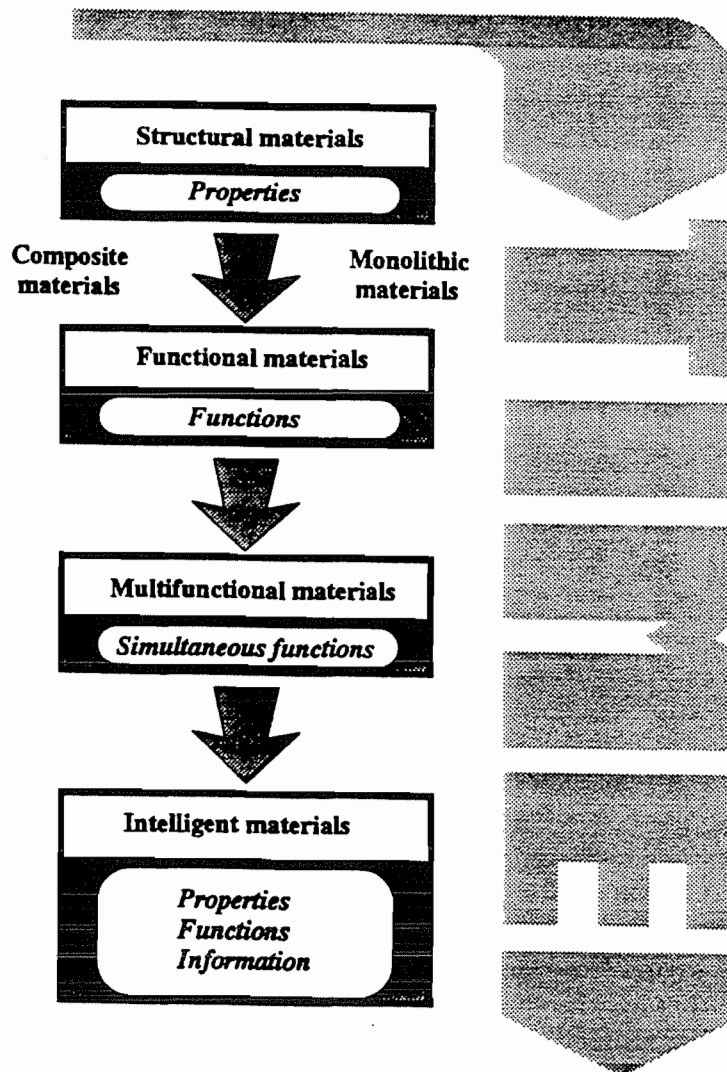 Structural materials
Properties
Composite
materials
Monolithic
materials
Functional materials
Functions
Multifunctional materials
Simultaneous functions
Intelligent materials
Properties
Functions
Information
TIME